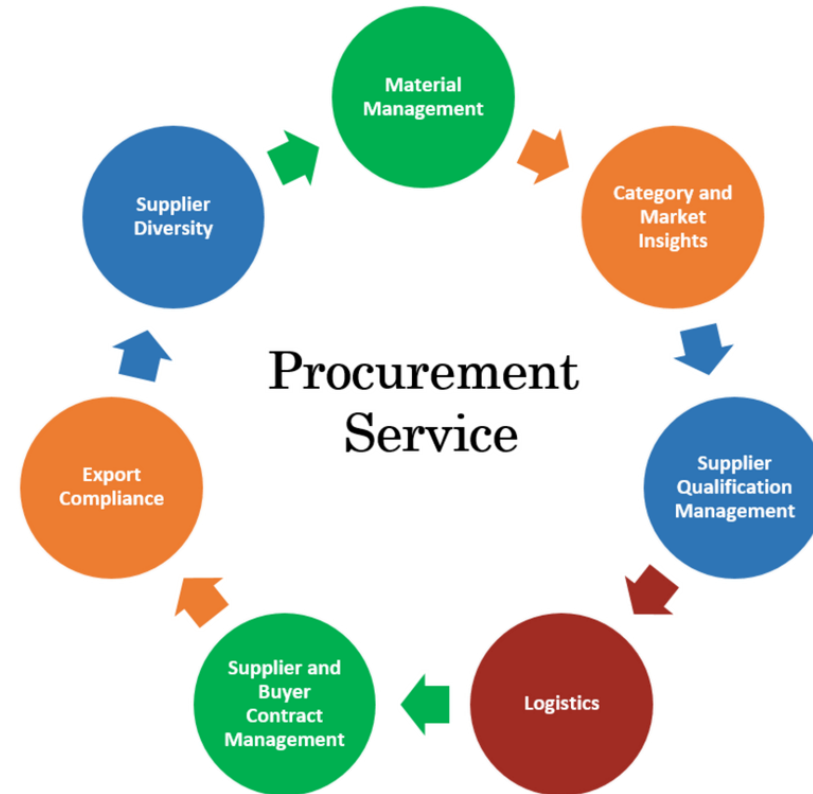 Material
Management
Category and
Market
Insights
Supplier
Qualification
Management
Logistics
Supplier and
Buyer
Contract
Management
Export
Compliance
Supplier
Diversity
Procurement
Service